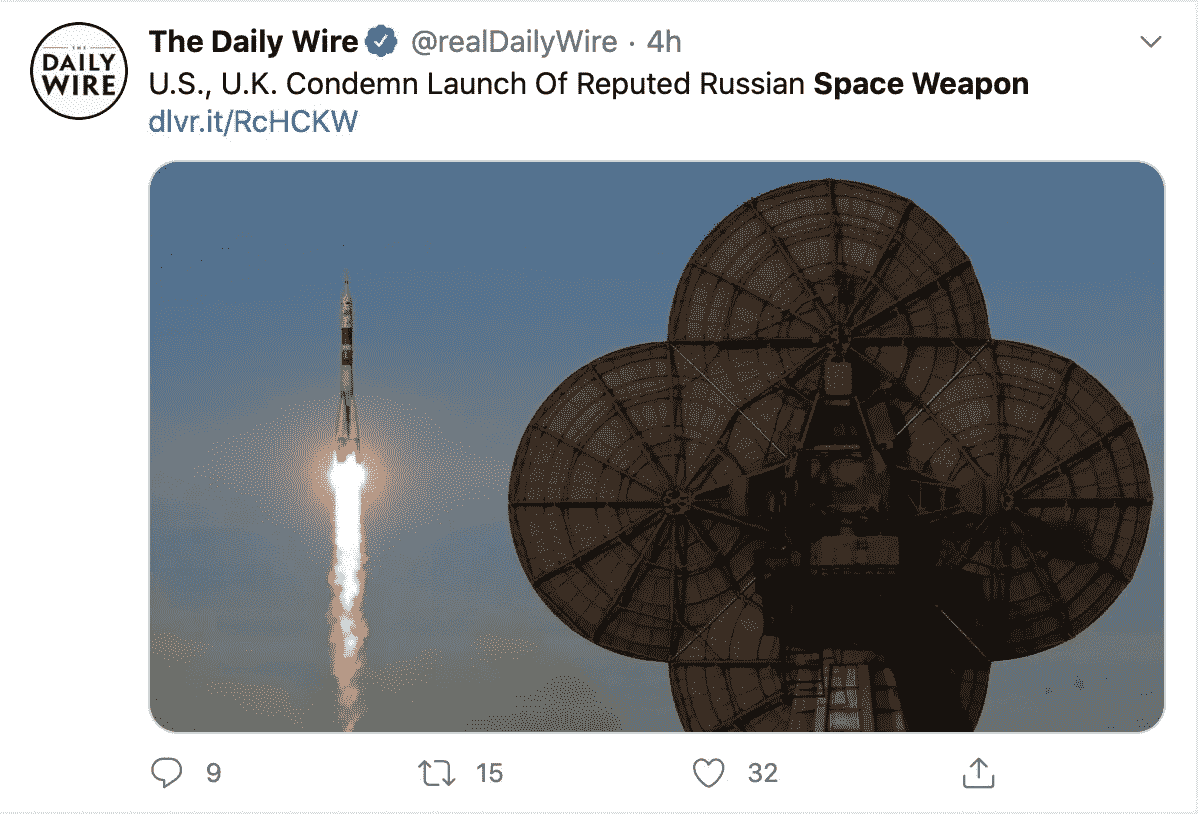 THE
DAILY
WIRE
The Daily Wire @realDailyWire · 4h
U.S., U.K. Condemn Launch Of Reputed Russian Space Weapon
dlvr.it/RcHCKW
9 15 32